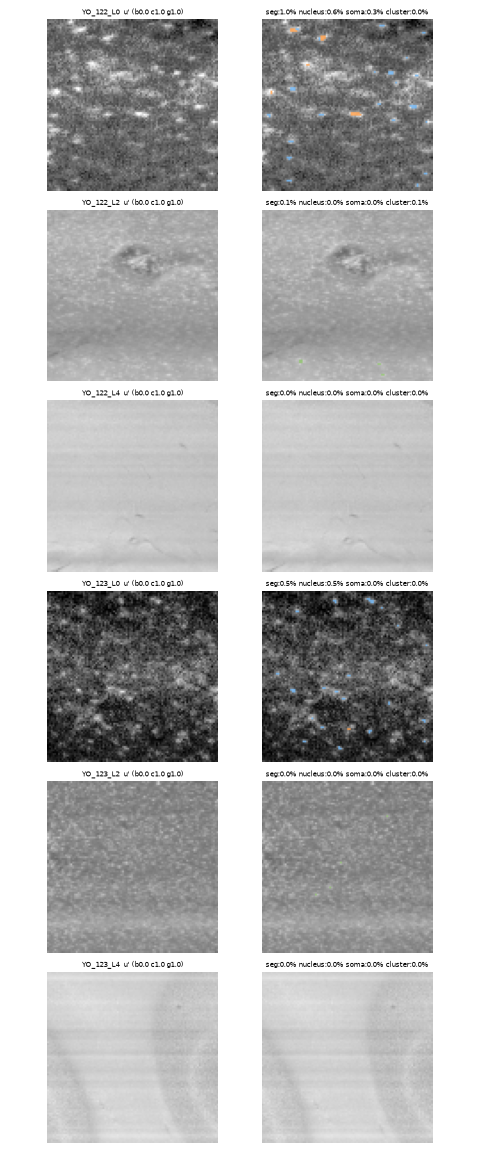 YO_122_L0 u' (b0.0 c1.0 g1.0)
seg:1.0% nucleus:0.6% soma:0.3% cluster:0.0%
YO_122_L2 u' (b0.0 c1.0 g1.0)
seg:0.1% nucleus:0.0% soma:0.0% cluster:0.1%
YO_122_L4 u' (b0.0 c1.0 g1.0)
seg:0.0% nucleus:0.0% soma:0.0% cluster:0.0%
YO_123_L0 u' (b0.0 c1.0 g1.0)
seg:0.5% nucleus:0.5% soma:0.0% cluster:0.0%
YO_123_L2 u' (b0.0 c1.0 g1.0)
seg:0.0% nucleus:0.0% soma:0.0% cluster:0.0%
YO_123_L4 u' (b0.0 c1.0 g1.0)
seg:0.0% nucleus:0.0% soma:0.0% cluster:0.0%